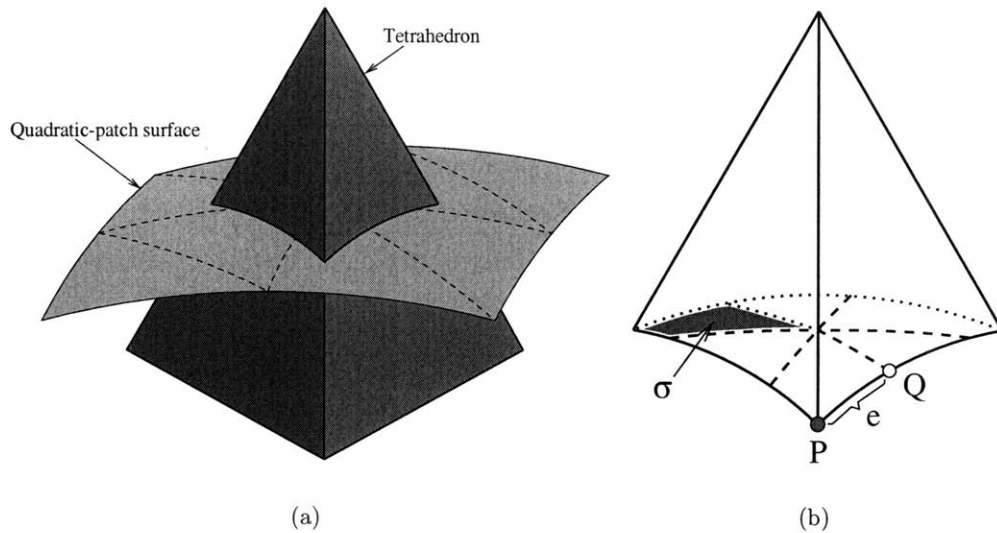 Tetrahedron
Quadratic-patch surface
σ
Q
e
P
(a)
(b)